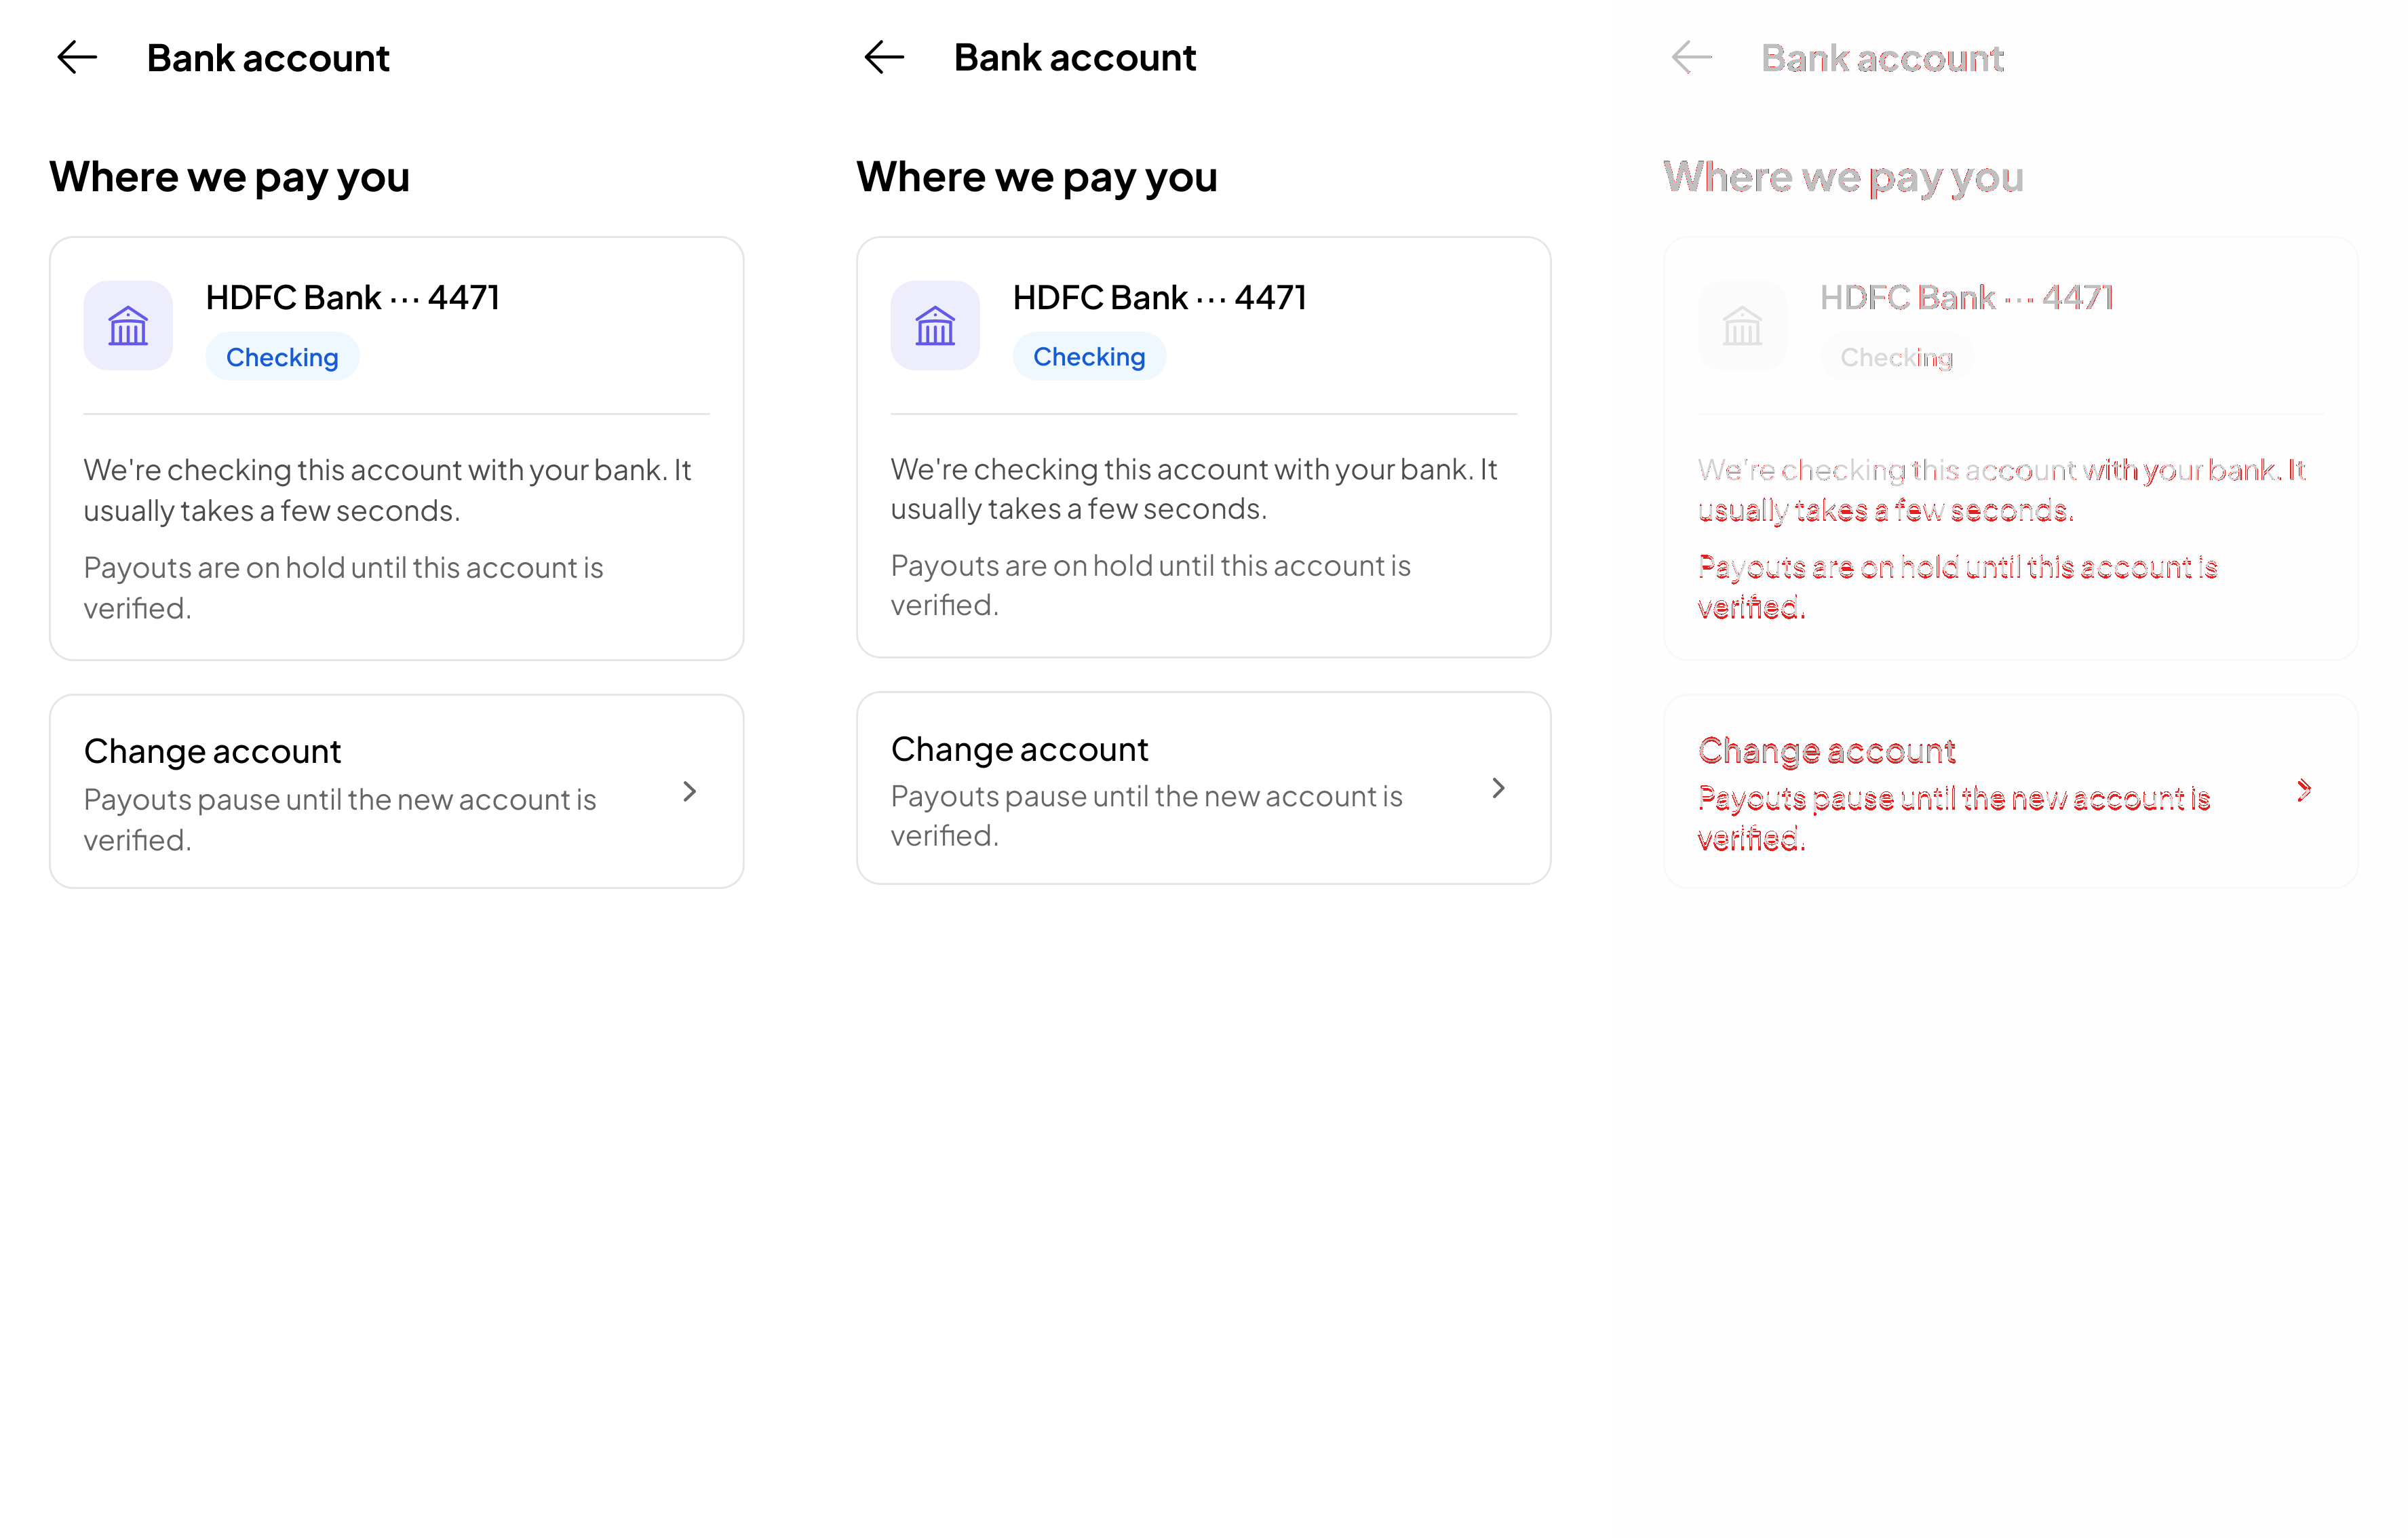 Bank account
Where we pay you
HDFC Bank ··· 4471
Checking
We're checking this account with your bank. It
usually takes a few seconds.
Payouts are on hold until this account is
verified.
Change account
Payouts pause until the new account is
verified.
Bank account
Where we pay you
HDFC Bank ··· 4471
Checking
We're checking this account with your bank. It
usually takes a few seconds.
Payouts are on hold until this account is
verified.
Change account
Payouts pause until the new account is
verified.
Bank account
Where we pay you
HDFC Bank ··· 4471
Checking
We're checking this account with your bank. It
usually takes a few seconds.
Payouts are on hold until this account is
verified.
Change account
Payouts pause until the new account is
verified.